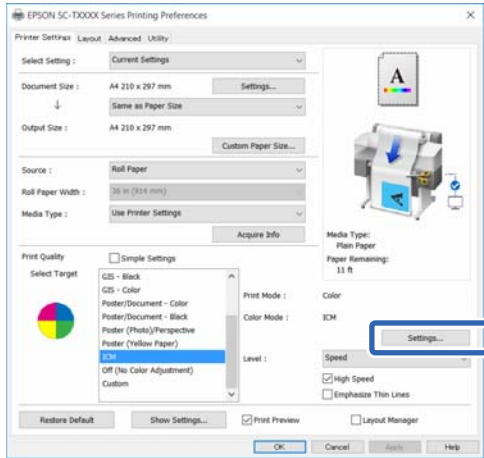 EPSON SC-TXXXX Series Printing Preferences
Printer Settings Layout Advanced Utility
Select Setting : Current Settings
Document Size : A4 210 x 297 mm Settings...
Same as Paper Size
Output Size : A4 210 x 297 mm
Custom Paper Size...
Source : Roll Paper
Roll Paper Width : 36 in (914 mm)
Media Type : Use Printer Settings
Acquire Info
A
Media Type:
Plain Paper
Paper Remaining:
11 ft
Print Quality Simple Settings
Select Target
GIS - Black
GIS - Color
Poster/Document - Color
Poster/Document - Black
Poster (Photo)/Perspective
Poster (Yellow Paper)
ICM
Off (No Color Adjustment)
Custom
Print Mode : Color
Color Mode : ICM
Settings...
Level : Speed
High Speed
Emphasize Thin Lines
Restore Default Show Settings... Print Preview Layout Manager
OK Cancel Apply Help